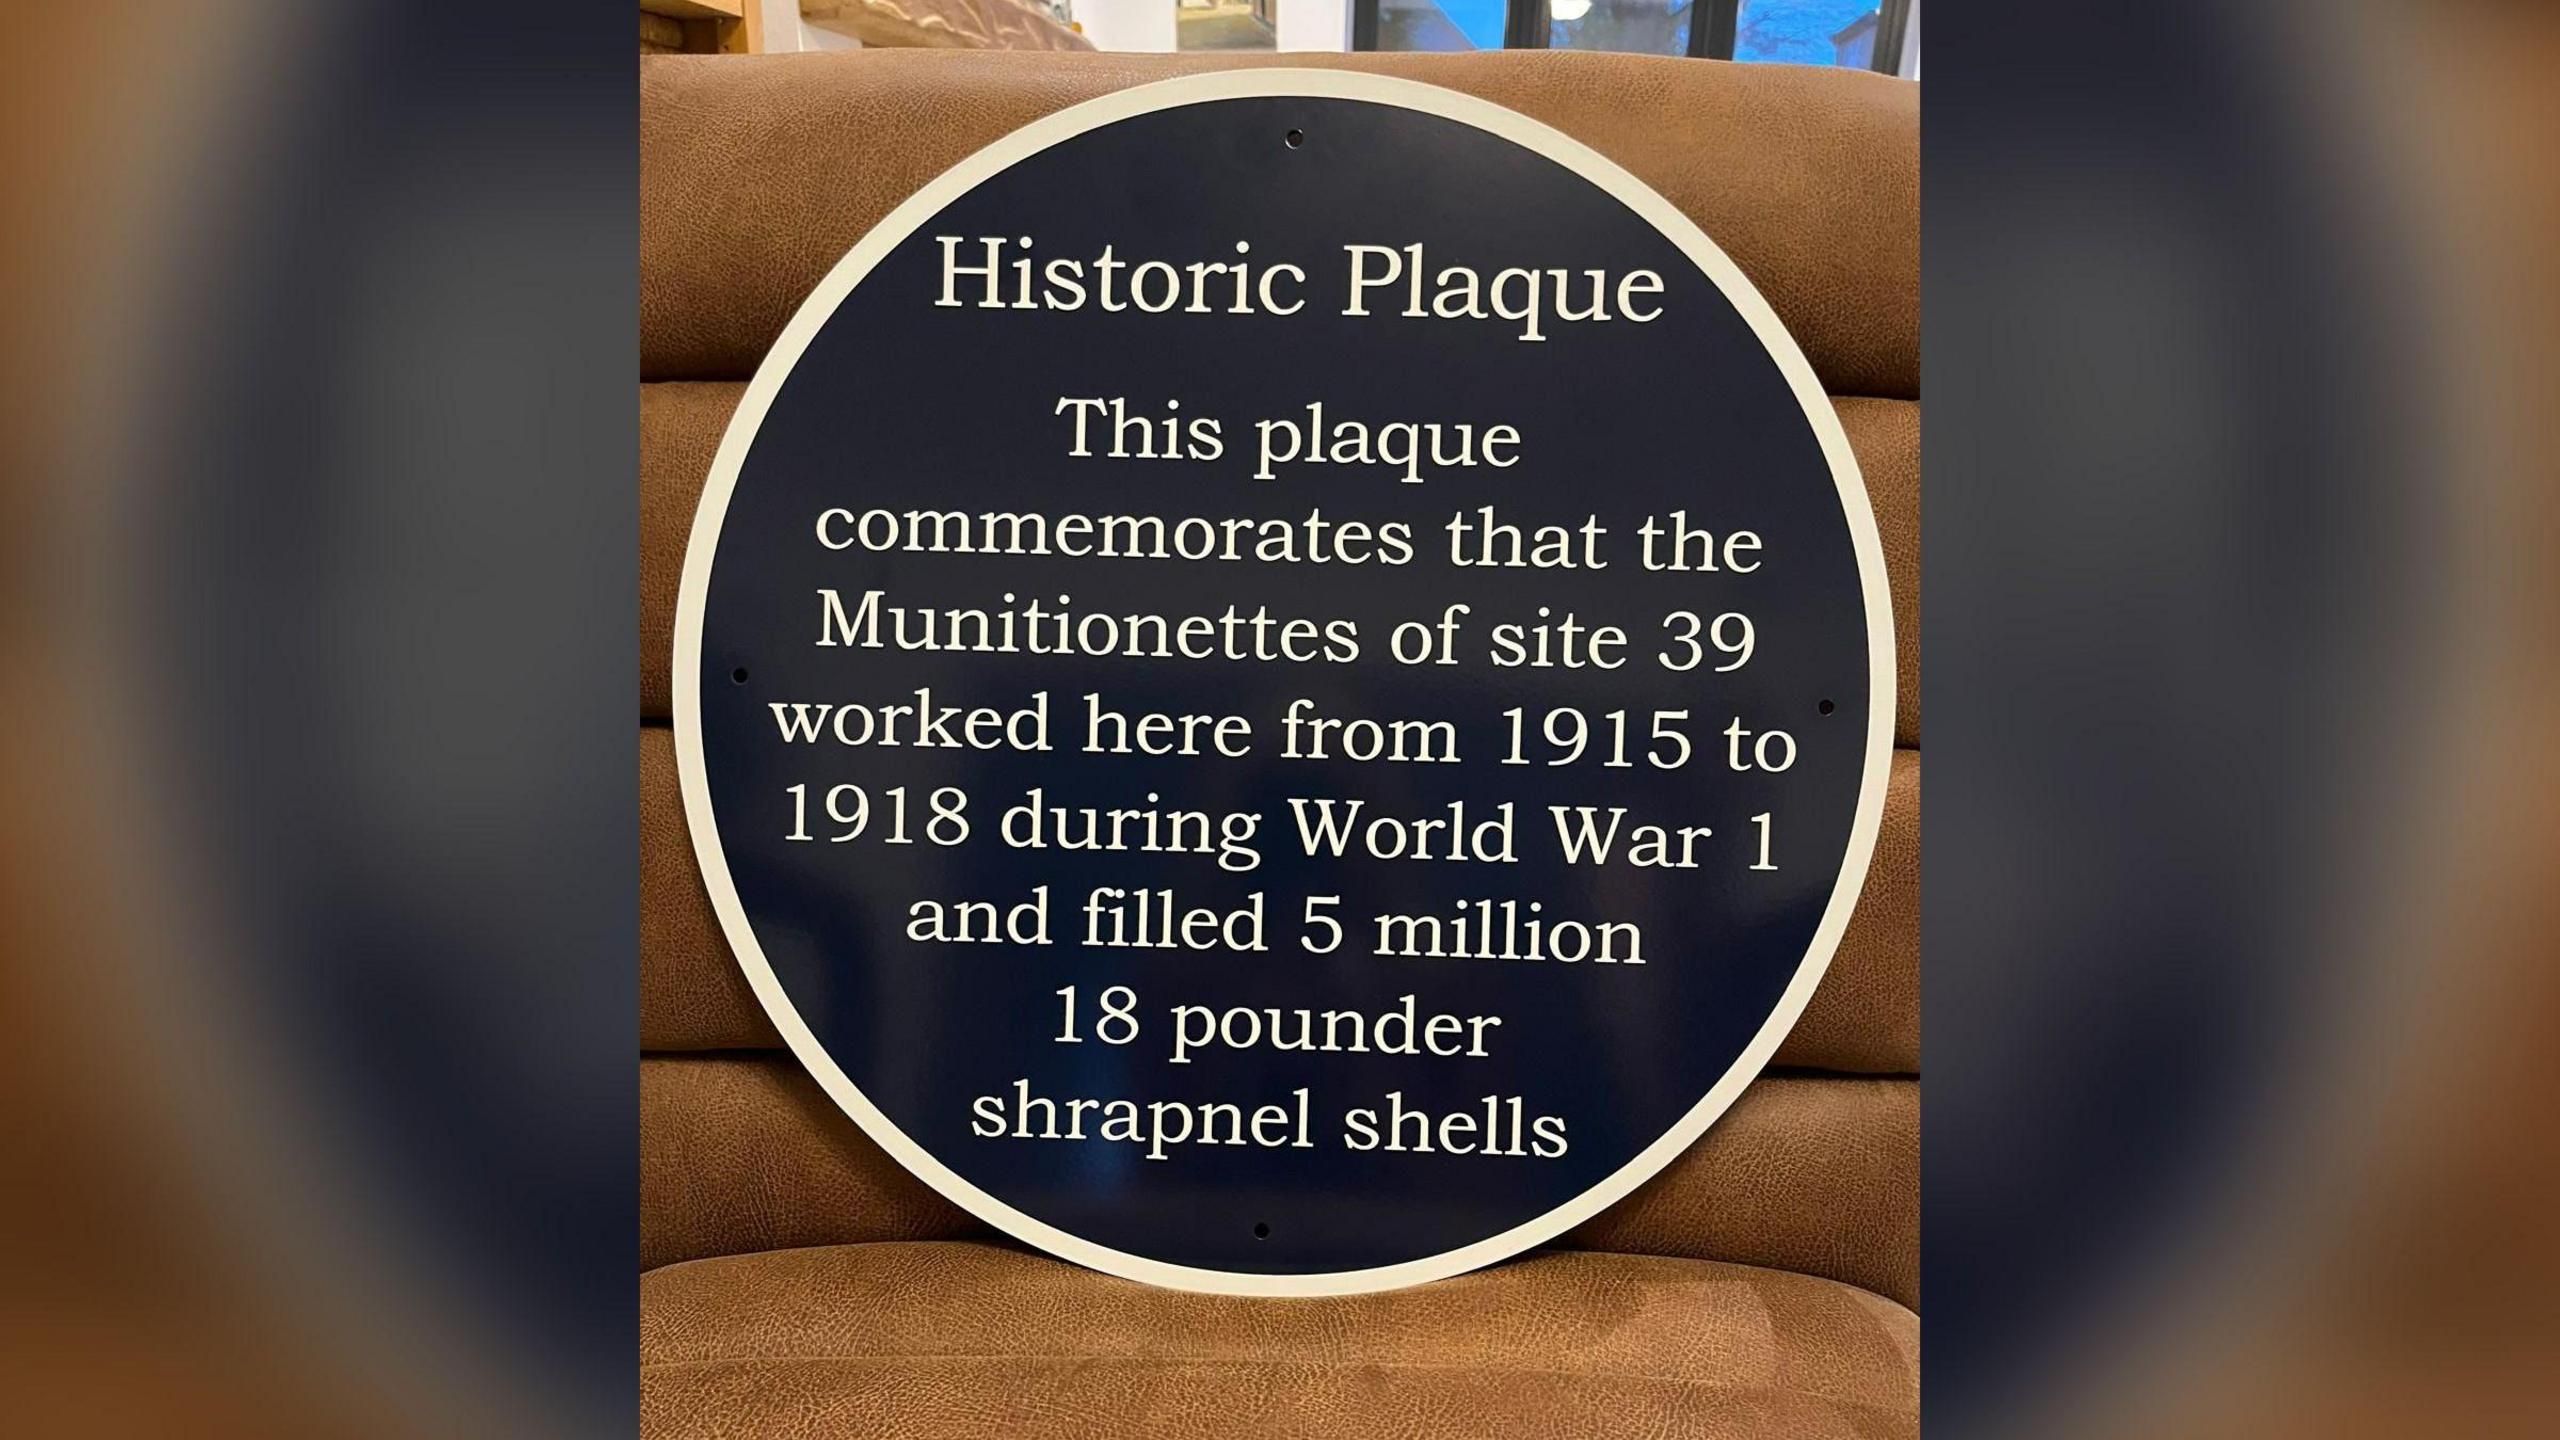 Historic Plaque
This plaque
commemorates that the
Munitionettes of site 39
worked here from 1915 to
1918 during World War 1
and filled 5 million
18 pounder
shrapnel shells